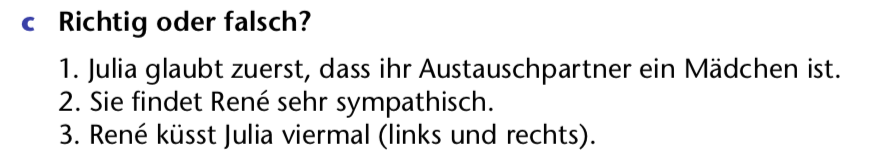 c Richtig oder falsch?
1. Julia glaubt zuerst, dass ihr Austauschpartner ein Mädchen ist.
2. Sie findet René sehr sympathisch.
3. René küsst Julia viermal (links und rechts).